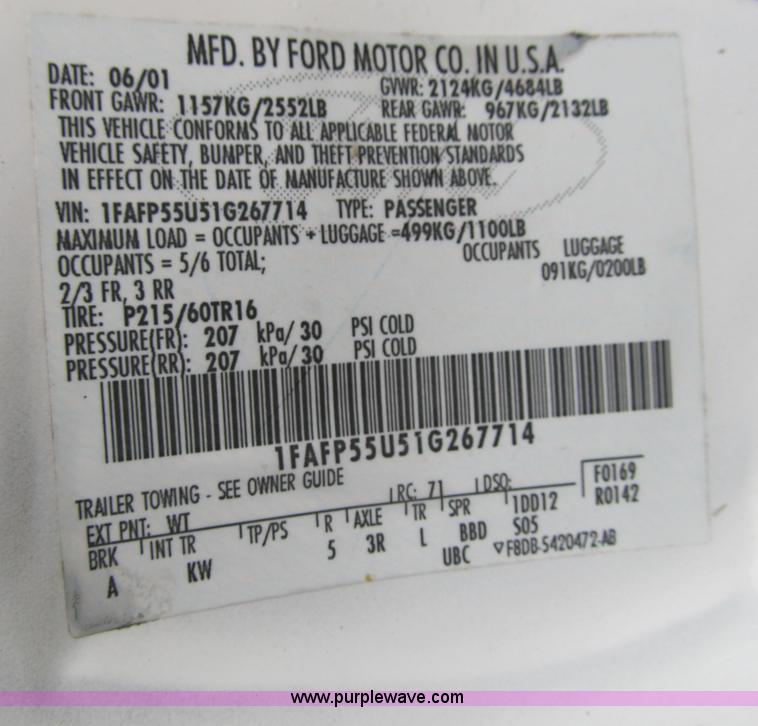 MFD. BY FORD MOTOR CO. IN U.S.A.
DATE: 06/01 GVWR: 2124KG/4684LB
FRONT GAWR: 1157KG/2552LB REAR GAWR: 967KG/2132LB
THIS VEHICLE CONFORMS TO ALL APPLICABLE FEDERAL MOTOR
VEHICLE SAFETY, BUMPER, AND THEFT PREVENTION STANDARDS
IN EFFECT ON THE DATE OF MANUFACTURE SHOWN ABOVE.
VIN: 1FAFP55U51G267714 TYPE: PASSENGER
MAXIMUM LOAD = OCCUPANTS + LUGGAGE =499KG/1100LB
OCCUPANTS = 5/6 TOTAL; OCCUPANTS LUGGAGE
2/3 FR, 3 RR 091KG/0200LB
TIRE: P215/60TR16
PRESSURE(FR): 207 kPa/ 30 PSI COLD
PRESSURE(RR): 207 kPa/ 30 PSI COLD
1FAFP55U51G267714
TRAILER TOWING - SEE OWNER GUIDE
EXT PNT: WT RC: 71 DSO: F0169
BRK INT TR TP/PS R AXLE TR SPR 1DD12 R0142
A KW 5 3R L BBD S05
UBC ▽F8DB-5420472-AB
www.purplewave.com